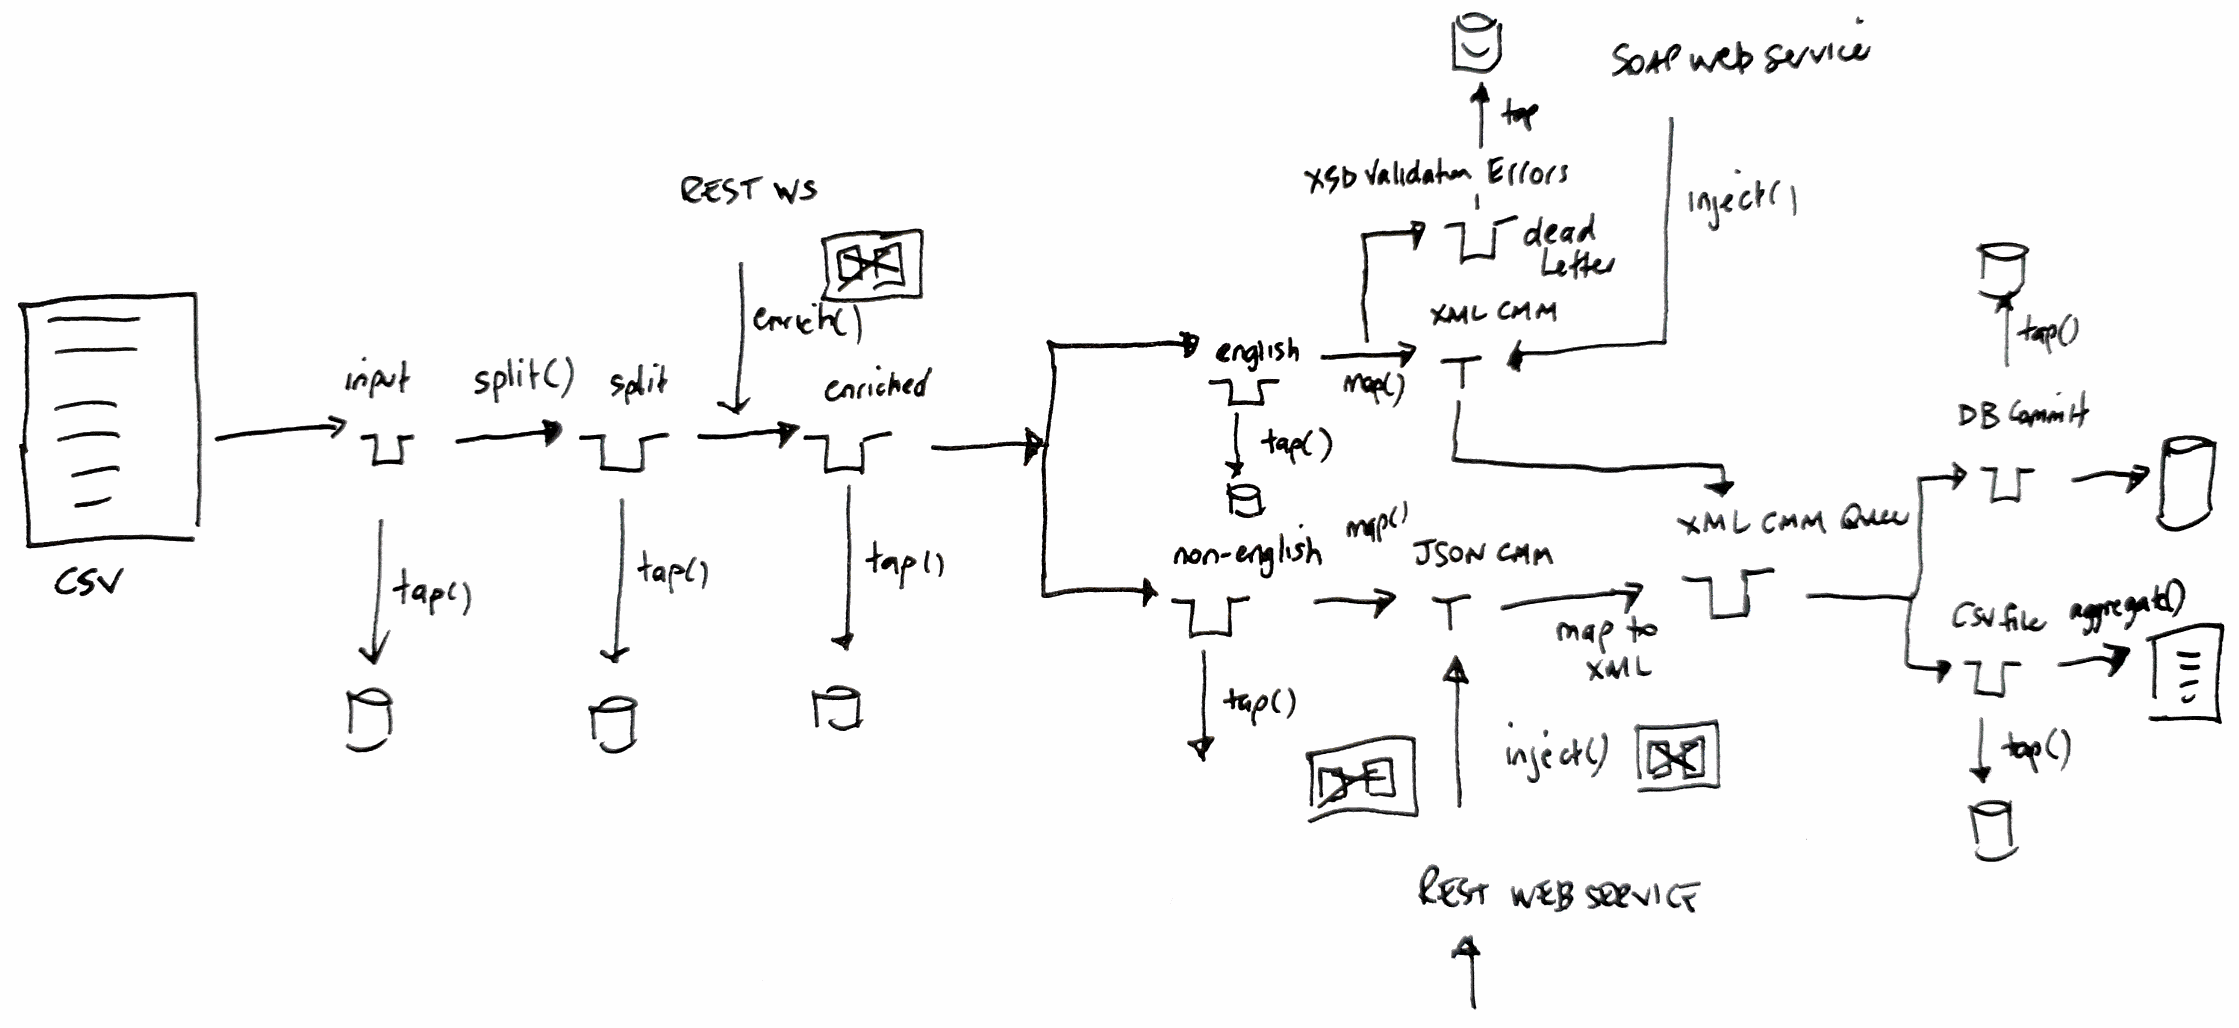 SOAP web service
tap
REST WS
XSD Validation Errors
inject()
dead
Letter
enrich()
XML CMM
tap()
input
split()
split
enriched
english
map()
DB Commit
tap()
map()
XML CMM Queue
non-english
JSON CMM
CSV
tap()
tap()
tap()
CSV file
aggregate()
map to
XML
tap()
inject()
tap()
REST WEB SERVICE